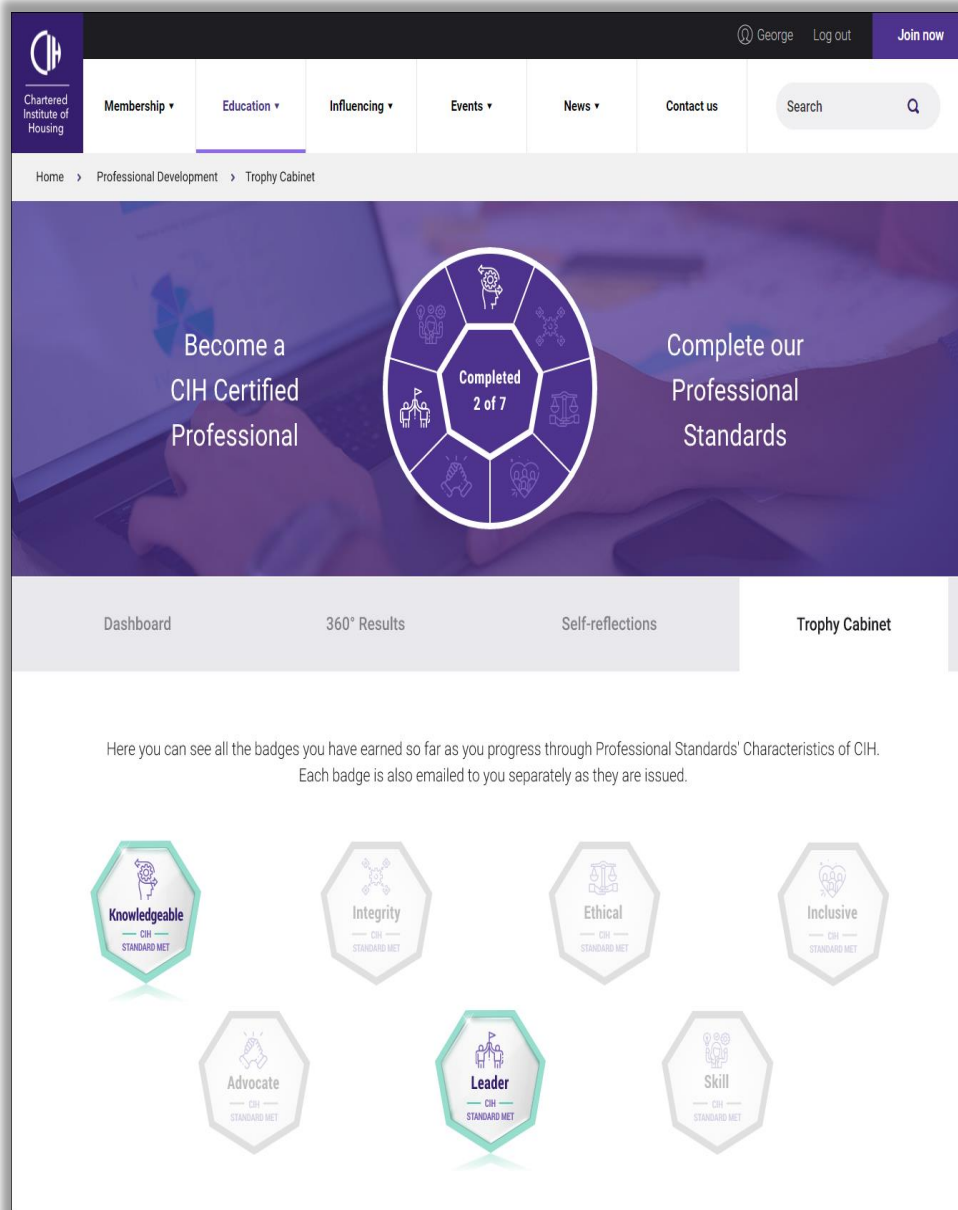 George Log out Join now
Chartered
Institute of
Housing
Membership ▾ Education ▾ Influencing ▾ Events ▾ News ▾ Contact us Search
Home › Professional Development › Trophy Cabinet
Become a
CIH Certified
Professional
Completed
2 of 7
Complete our
Professional
Standards
Dashboard 360° Results Self-reflections Trophy Cabinet
Here you can see all the badges you have earned so far as you progress through Professional Standards' Characteristics of CIH.
Each badge is also emailed to you separately as they are issued.
Knowledgeable
CIH
STANDARD MET
Integrity
CIH
STANDARD MET
Ethical
CIH
STANDARD MET
Inclusive
CIH
STANDARD MET
Advocate
CIH
STANDARD MET
Leader
CIH
STANDARD MET
Skill
CIH
STANDARD MET